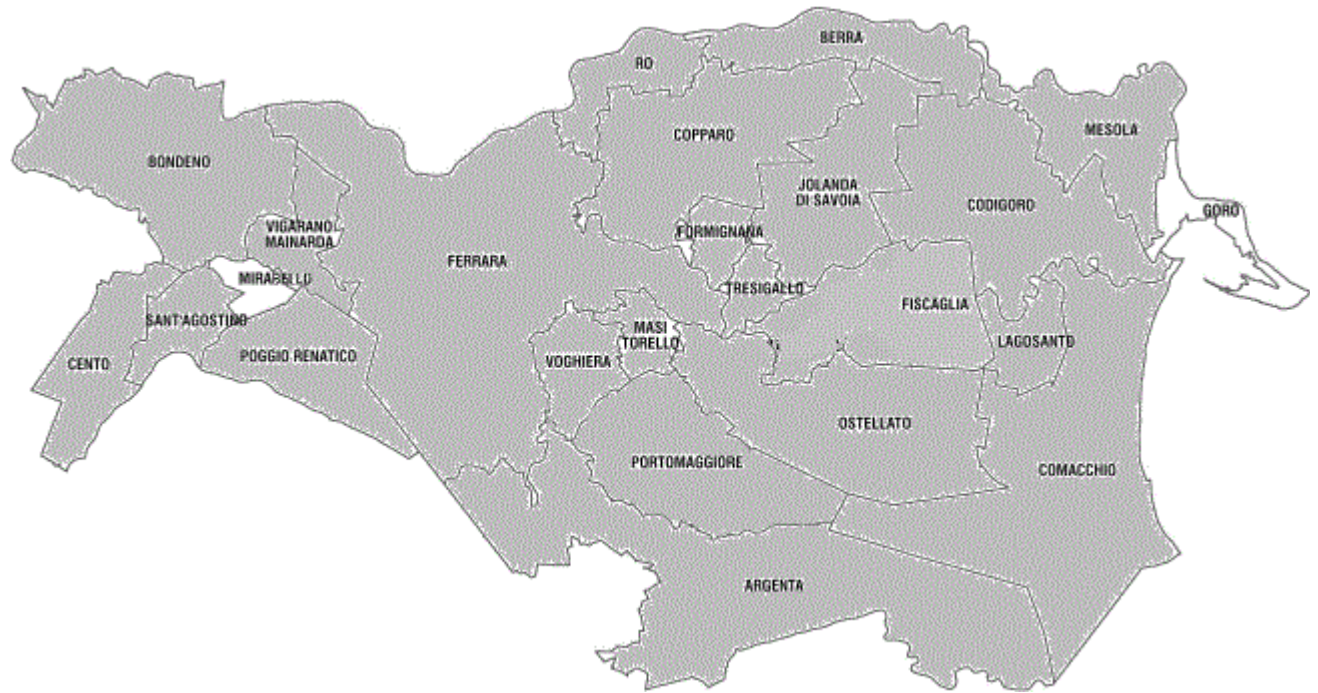 BERRA
RO
COPPARO
MESOLA
BONDENO
JOLANDA
DI SAVOIA
CODIGORO
GORO
VIGARANO
MAINARDA
FORMIGNANA
FERRARA
MIRABELLO
TRESIGALLO
FISCAGLIA
SANT'AGOSTINO
MASI
TORELLO
LAGOSANTO
POGGIO RENATICO
CENTO
VOGHIERA
OSTELLATO
PORTOMAGGIORE
COMACCHIO
ARGENTA